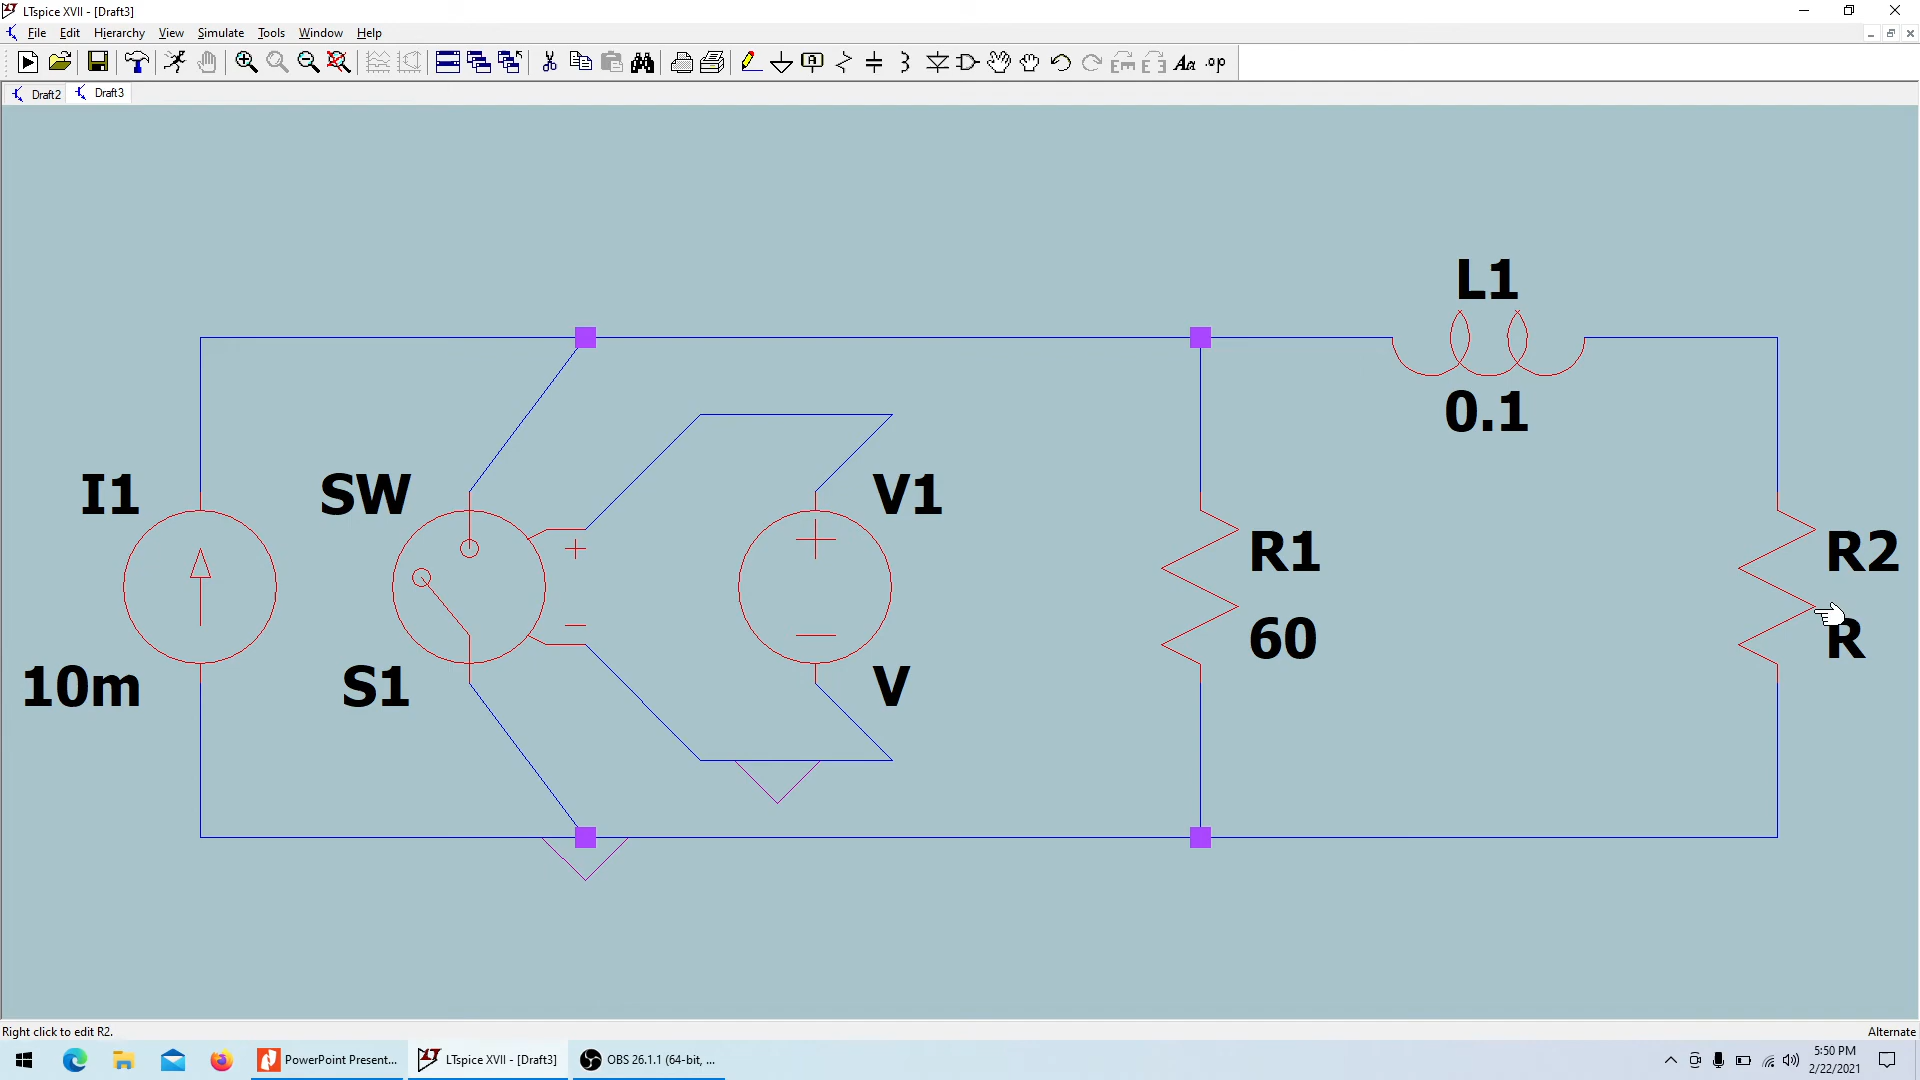 LTspice XVII - [Draft3]
File Edit Hierarchy View Simulate Tools Window Help
Aa .op
Draft2 Draft3
L1
0.1
I1 SW V1
R1 R2
60 R
10m S1 V
Right click to edit R2. Alternate
PowerPoint Present... LTspice XVII - [Draft3] OBS 26.1.1 (64-bit, ...
5:50 PM
2/22/2021